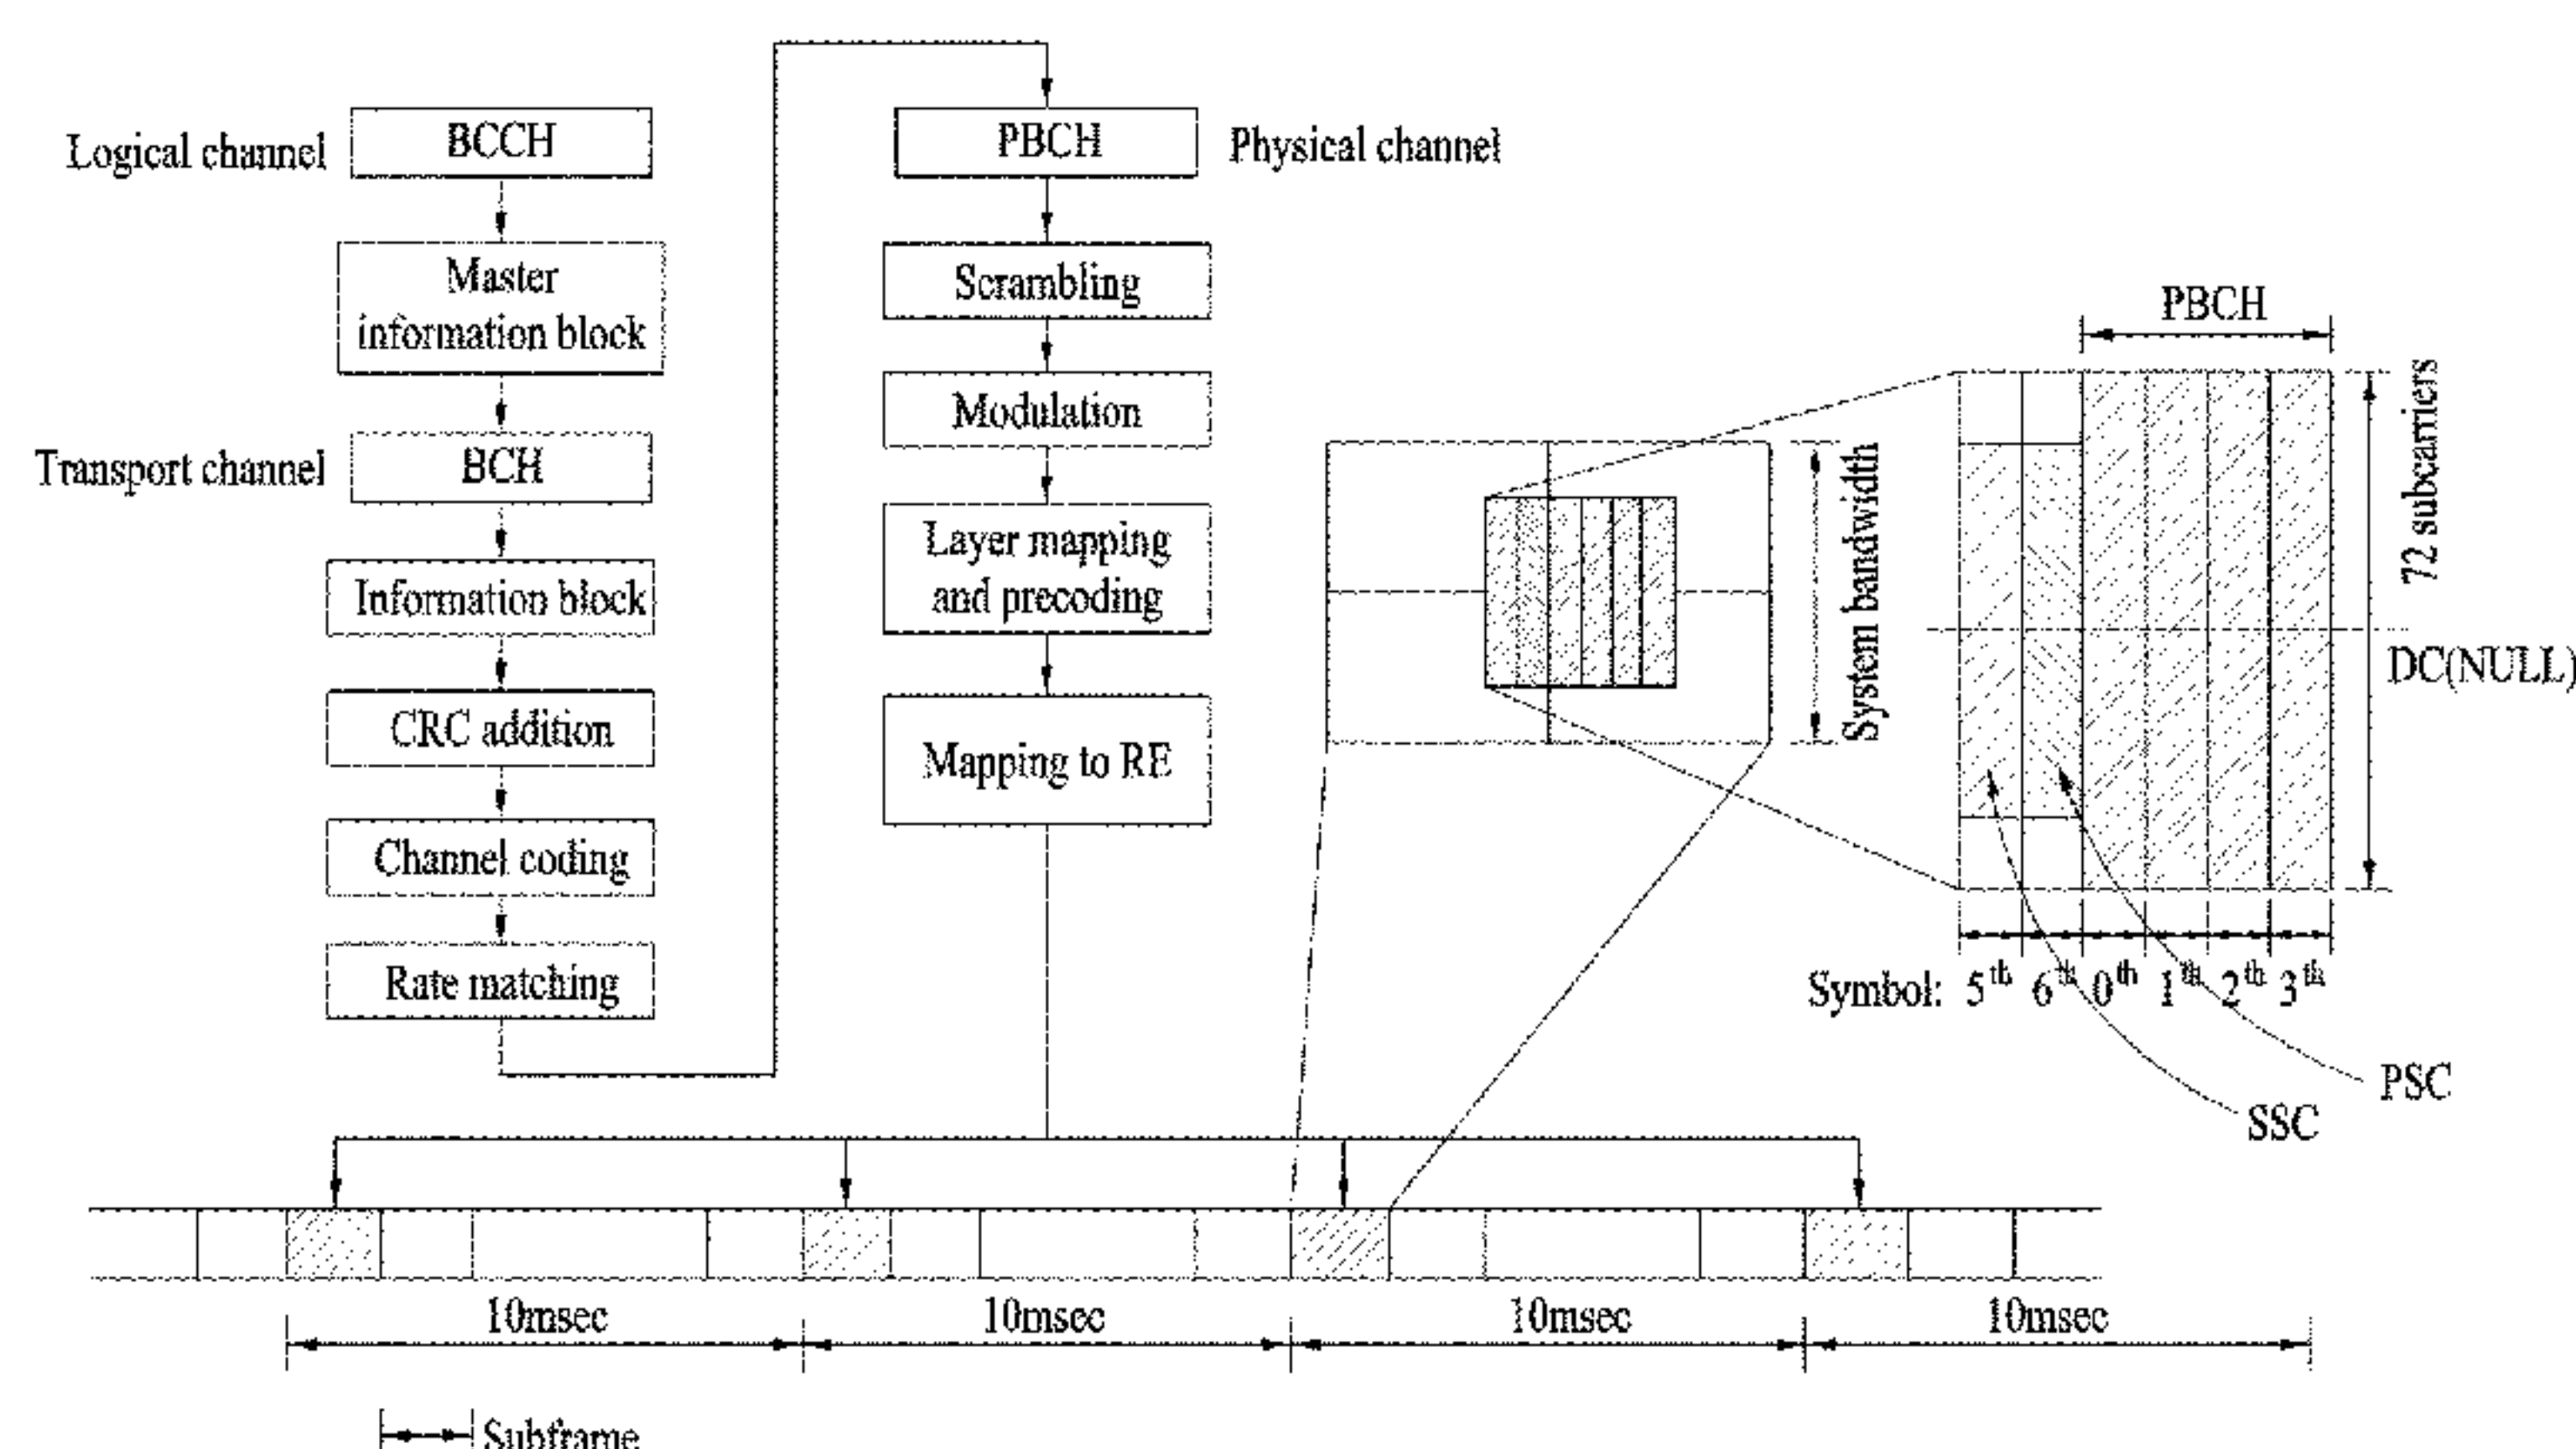 Logical channel
BCCH
Master
information block
Transport channel
BCH
Information block
CRC addition
Channel coding
Rate matching
PBCH
Physical channel
Scrambling
Modulation
Layer mapping
and precoding
Mapping to RE
System bandwidth
PBCH
72 subcarriers
DC(NULL)
Symbol: 5th 6th 0th 1th 2th 3th
PSC
SSC
10msec 10msec 10msec 10msec
Subframe